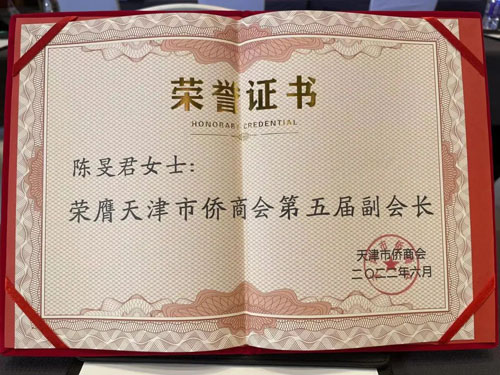 荣誉证书
HONORARY CREDENTIAL
陈旻君女士：
荣膺天津市侨商会第五届副会长
天津市侨商会
二〇二二年六月